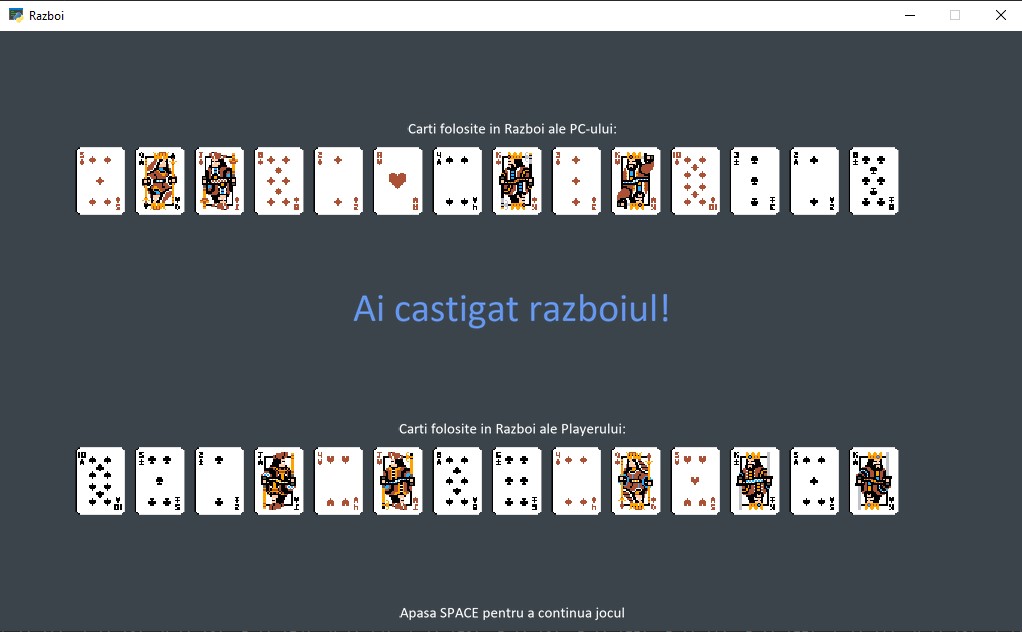 Razboi
Carti folosite in Razboi ale PC-ului:
Ai castigat razboiul!
Carti folosite in Razboi ale Playerului:
Apasa SPACE pentru a continua jocul